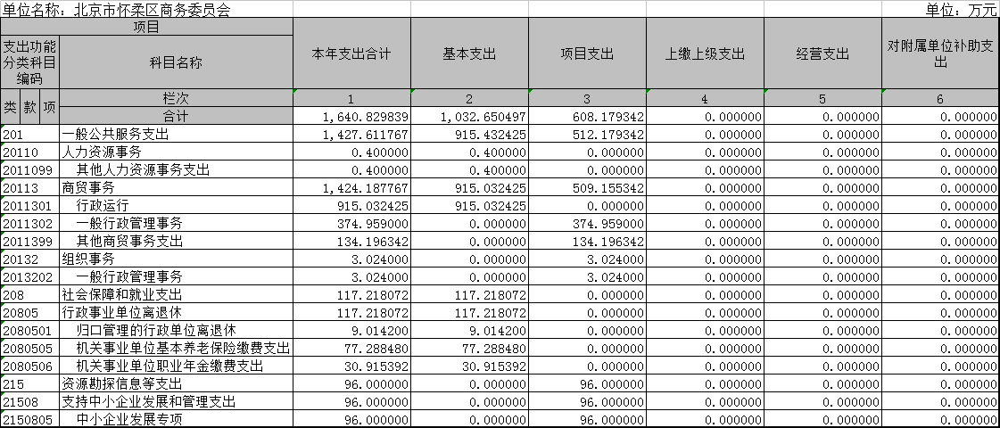 单位名称：北京市怀柔区商务委员会 单位：万元
项目 本年支出合计 基本支出 项目支出 上缴上级支出 经营支出 对附属单位补助支出
支出功能分类科目编码 科目名称
类 款 项 栏次 1 2 3 4 5 6
合计 1,640.829839 1,032.650497 608.179342 0.000000 0.000000 0.000000
201 一般公共服务支出 1,427.611767 915.432425 512.179342 0.000000 0.000000 0.000000
20110 人力资源事务 0.400000 0.400000 0.000000 0.000000 0.000000 0.000000
2011099 其他人力资源事务支出 0.400000 0.400000 0.000000 0.000000 0.000000 0.000000
20113 商贸事务 1,424.187767 915.032425 509.155342 0.000000 0.000000 0.000000
2011301 行政运行 915.032425 915.032425 0.000000 0.000000 0.000000 0.000000
2011302 一般行政管理事务 374.959000 0.000000 374.959000 0.000000 0.000000 0.000000
2011399 其他商贸事务支出 134.196342 0.000000 134.196342 0.000000 0.000000 0.000000
20132 组织事务 3.024000 0.000000 3.024000 0.000000 0.000000 0.000000
2013202 一般行政管理事务 3.024000 0.000000 3.024000 0.000000 0.000000 0.000000
208 社会保障和就业支出 117.218072 117.218072 0.000000 0.000000 0.000000 0.000000
20805 行政事业单位离退休 117.218072 117.218072 0.000000 0.000000 0.000000 0.000000
2080501 归口管理的行政单位离退休 9.014200 9.014200 0.000000 0.000000 0.000000 0.000000
2080505 机关事业单位基本养老保险缴费支出 77.288480 77.288480 0.000000 0.000000 0.000000 0.000000
2080506 机关事业单位职业年金缴费支出 30.915392 30.915392 0.000000 0.000000 0.000000 0.000000
215 资源勘探信息等支出 96.000000 0.000000 96.000000 0.000000 0.000000 0.000000
21508 支持中小企业发展和管理支出 96.000000 0.000000 96.000000 0.000000 0.000000 0.000000
2150805 中小企业发展专项 96.000000 0.000000 96.000000 0.000000 0.000000 0.000000